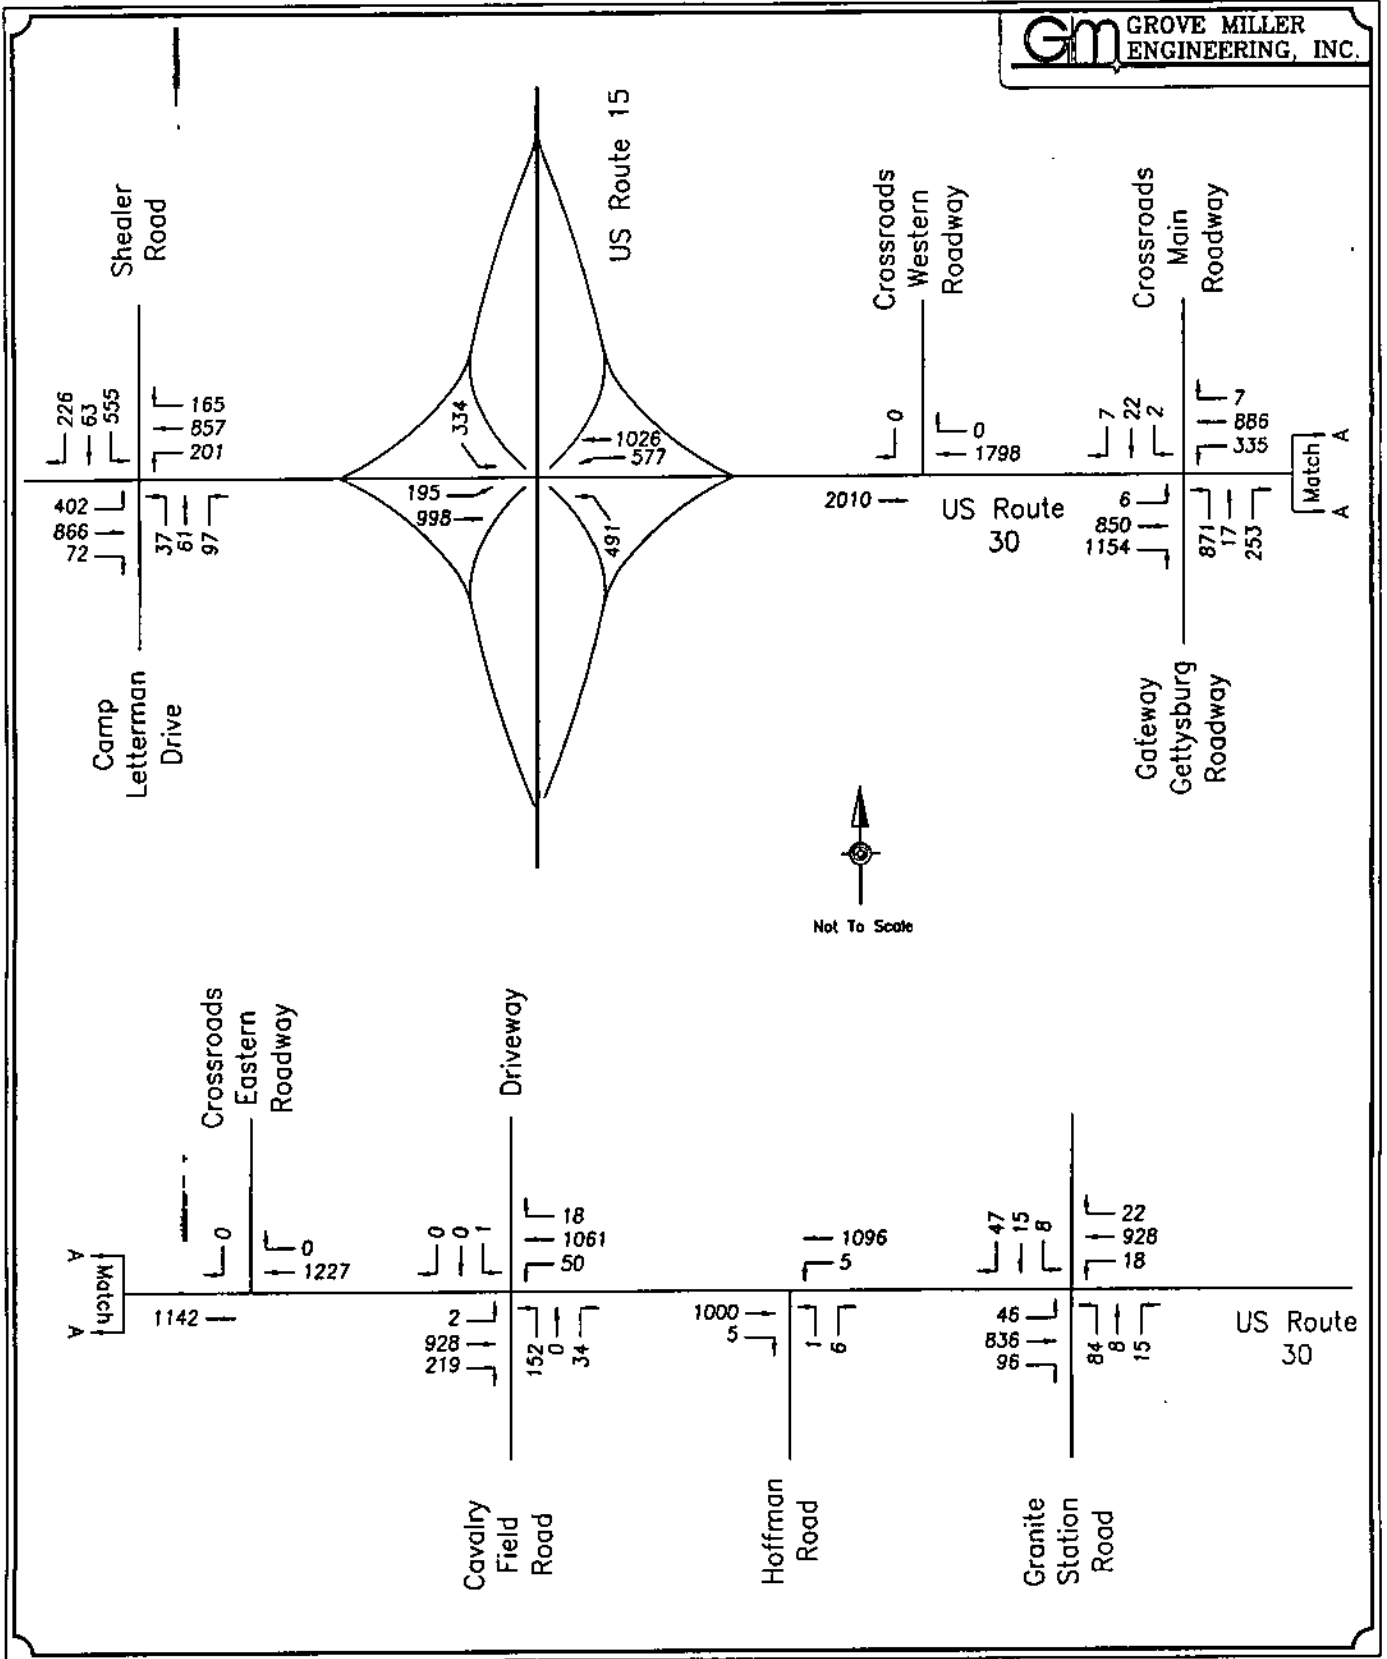 GM GROVE MILLER
ENGINEERING, INC.
US Route 15
Shealer
Road
226
63
555
165
857
201
402
866
72
37
61
97
Camp
Letterman
Drive
334
1026
577
195
998
491
Crossroads
Western
Roadway
0
0
1798
2010
US Route
30
Crossroads
Main
Roadway
7
22
2
7
886
335
6
850
1154
871
17
253
A
Match
A
Gateway
Gettysburg
Roadway
Not To Scale
Crossroads
Eastern
Roadway
0
0
1227
A
Match
A
1142
Driveway
0
0
1
18
1061
50
2
928
219
152
0
34
Cavalry
Field
Road
1096
5
1000
5
1
6
Hoffman
Road
47
15
8
22
928
18
46
836
96
84
8
15
Granite
Station
Road
US Route
30